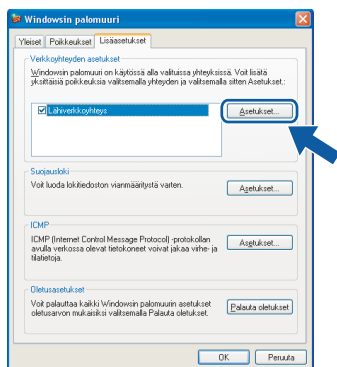 Windowsin palomuuri
Yleiset Poikkeukset Lisäasetukset
Verkkoyhteyden asetukset
Windowsin palomuuri on käytössä alla valituissa yhteyksissä. Voit lisätä
yksittäisiä poikkeuksia valitsemalla yhteyden ja valitsemalla sitten Asetukset.:
Lähiverkkoyhteys
Asetukset...
Suojausloki
Voit luoda lokitiedoston vianmääritystä varten.
Asetukset...
ICMP
ICMP (Internet Control Message Protocol) -protokollan
avulla verkossa olevat tietokoneet voivat jakaa virhe- ja
tilatietoja.
Asetukset...
Oletusasetukset
Voit palauttaa kaikki Windowsin palomuurin asetukset
oletusarvon mukaisiksi valitsemalla Palauta oletukset.
Palauta oletukset
OK Peruuta